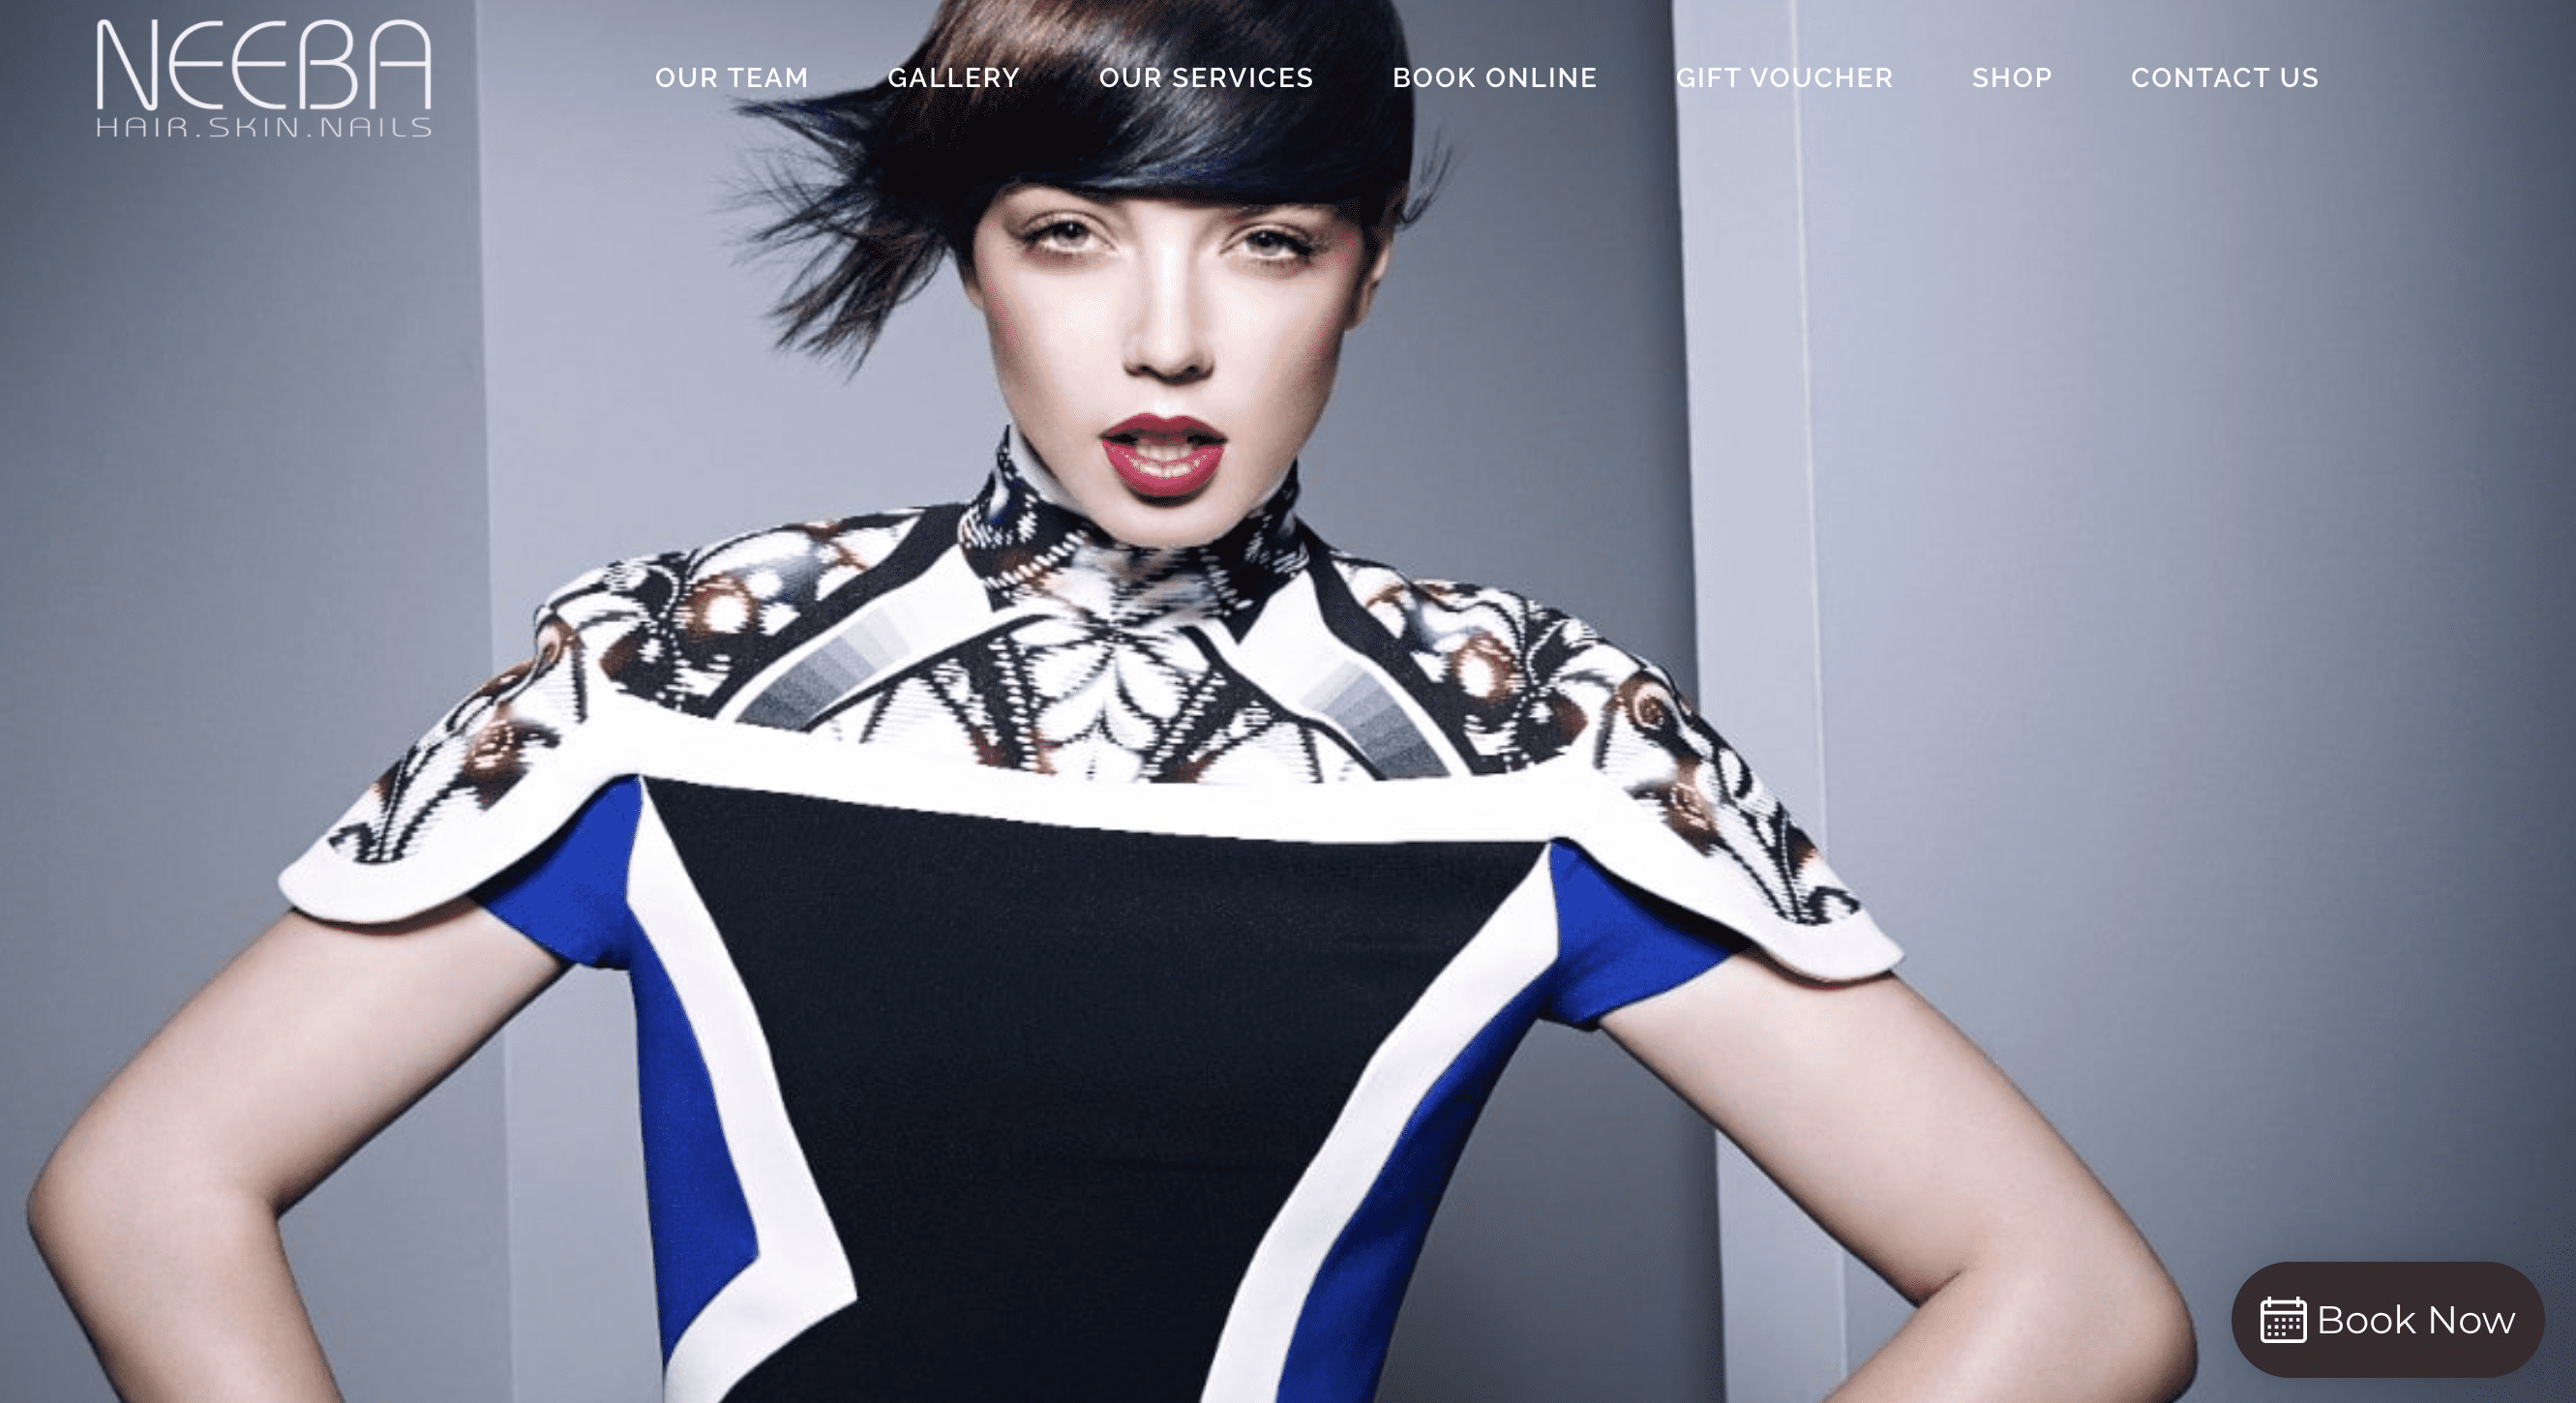 NEEBA
HAIR.SKIN.NAILS
OUR TEAM GALLERY OUR SERVICES BOOK ONLINE GIFT VOUCHER SHOP CONTACT US
Book Now